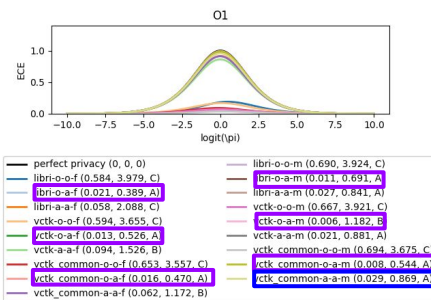 O1
ECE
1.0
0.5
0.0
−10.0 −7.5 −5.0 −2.5 0.0 2.5 5.0 7.5 10.0
logit(\pi)
perfect privacy (0, 0, 0)
libri-o-o-f (0.584, 3.979, C)
libri-o-a-f (0.021, 0.389, A)
libri-a-a-f (0.058, 2.088, C)
vctk-o-o-f (0.594, 3.655, C)
vctk-o-a-f (0.013, 0.526, A)
vctk-a-a-f (0.094, 1.526, B)
vctk_common-o-o-f (0.653, 3.557, C)
vctk_common-o-a-f (0.016, 0.470, A)
vctk_common-a-a-f (0.062, 1.172, B)
libri-o-o-m (0.690, 3.924, C)
libri-o-a-m (0.011, 0.691, A)
libri-a-a-m (0.027, 0.841, A)
vctk-o-o-m (0.667, 3.921, C)
vctk-o-a-m (0.006, 1.182, B)
vctk-a-a-m (0.021, 0.881, A)
vctk_common-o-o-m (0.694, 3.675, C)
vctk_common-o-a-m (0.008, 0.544, A)
vctk_common-a-a-m (0.029, 0.869, A)